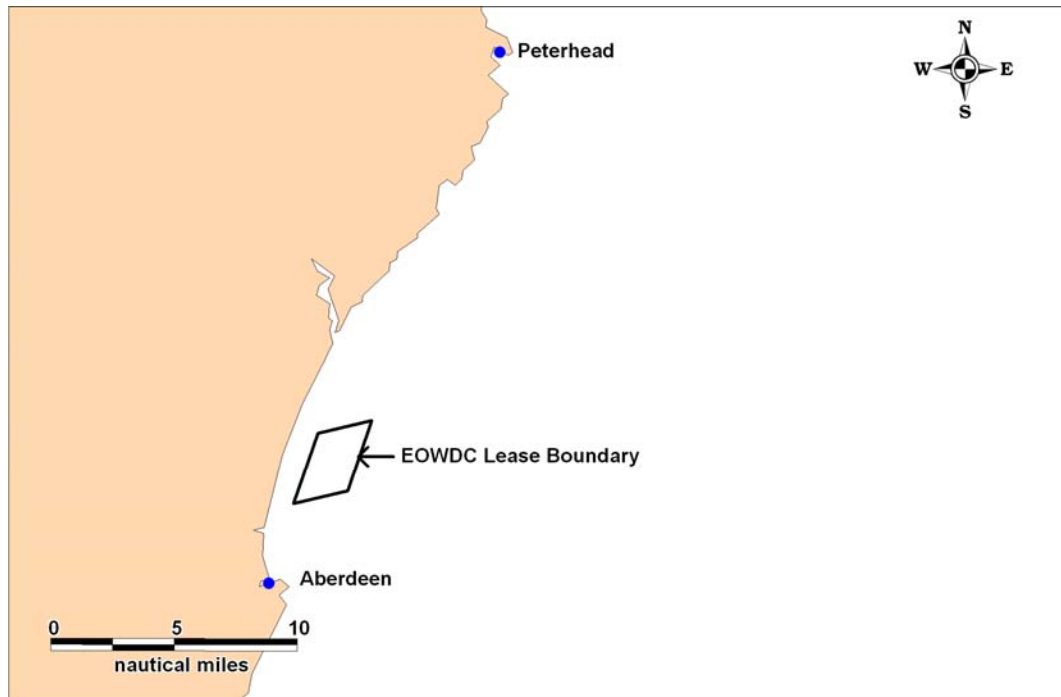 Peterhead
N
W E
S
EOWDC Lease Boundary
Aberdeen
0 5 10
nautical miles